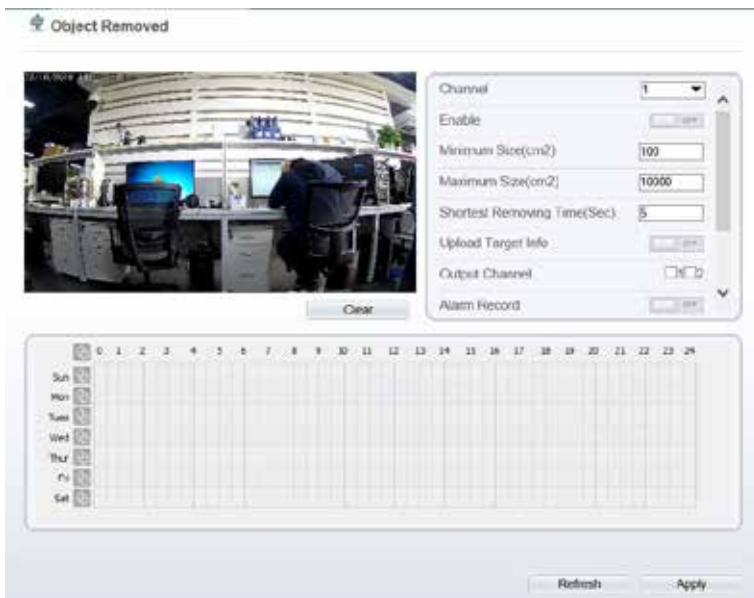 Object Removed
Channel 1
Enable OFF
Minimum Size(cm2) 100
Maximum Size(cm2) 10000
Shortest Removing Time(Sec) 5
Upload Target Info OFF
Output Channel 1 2
Alarm Record OFF
Clear
0 1 2 3 4 5 6 7 8 9 10 11 12 13 14 15 16 17 18 19 20 21 22 23 24
Sun
Mon
Tues
Wed
Thur
Fri
Sat
Refresh Apply